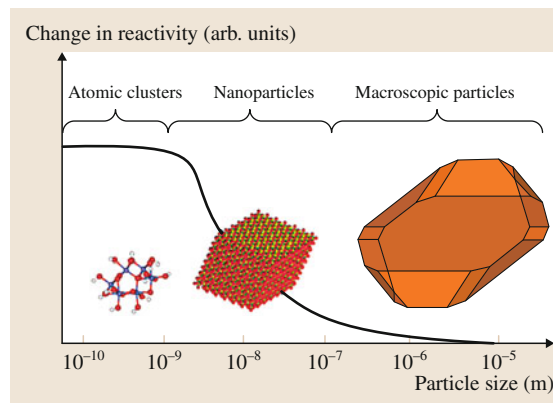 Change in reactivity (arb. units)
Atomic clusters Nanoparticles Macroscopic particles
10⁻¹⁰ 10⁻⁹ 10⁻⁸ 10⁻⁷ 10⁻⁶ 10⁻⁵
Particle size (m)